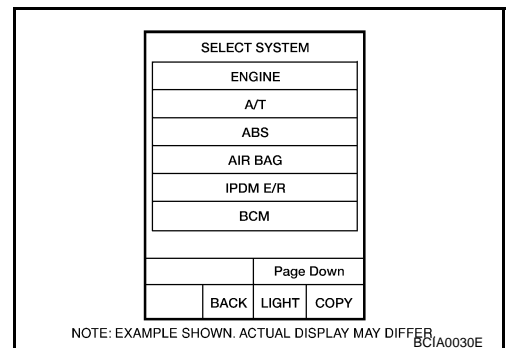 SELECT SYSTEM
ENGINE
A/T
ABS
AIR BAG
IPDM E/R
BCM
Page Down
BACK LIGHT COPY
NOTE: EXAMPLE SHOWN. ACTUAL DISPLAY MAY DIFFER.
BCIA0030E